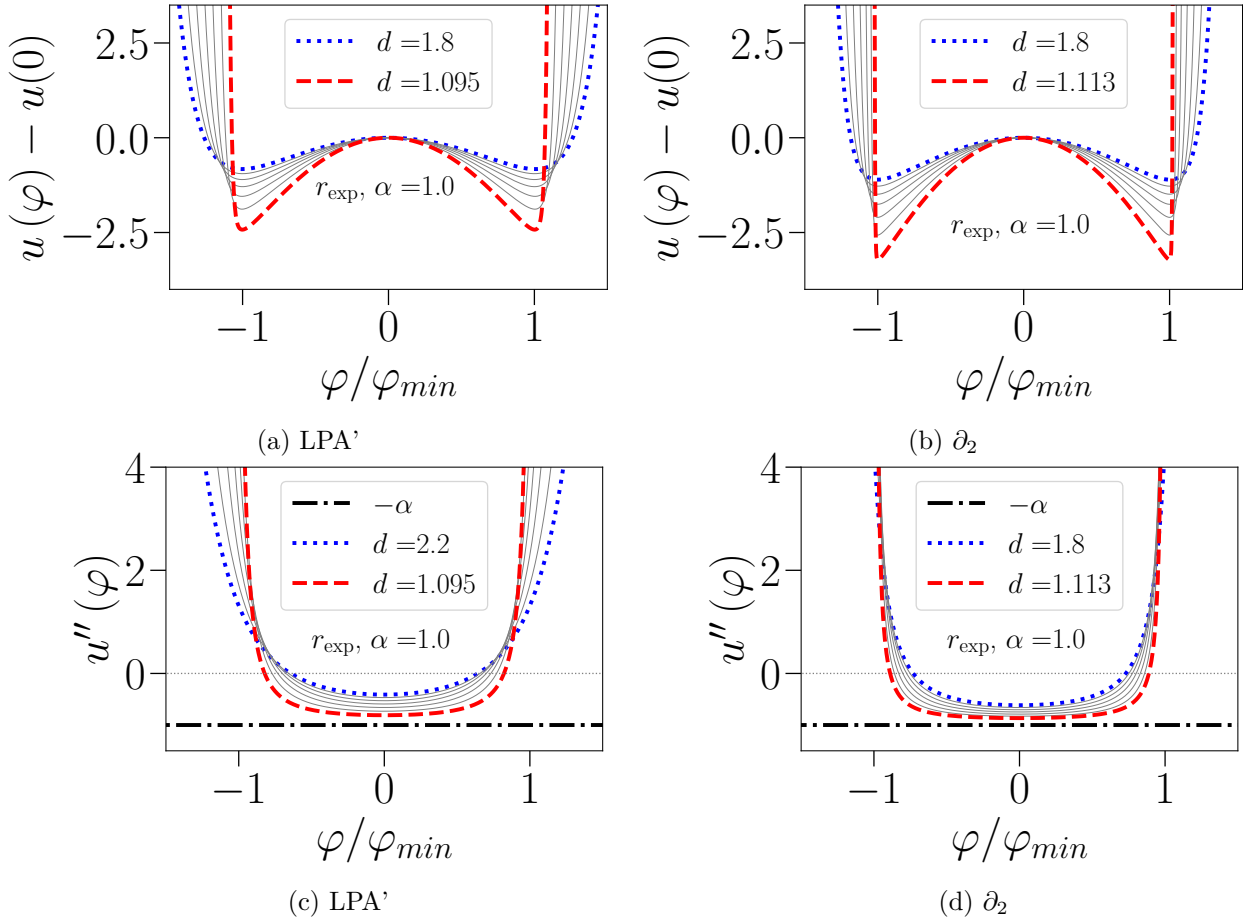 u (φ) − u(0)
2.5
0.0
−2.5
d =1.8
d =1.095
r_exp, α =1.0
−1 0 1
φ/φ_min
(a) LPA'
u (φ) − u(0)
2.5
0.0
−2.5
d =1.8
d =1.113
r_exp, α =1.0
−1 0 1
φ/φ_min
(b) ∂₂
u''(φ)
4
2
0
−α
d =2.2
d =1.095
r_exp, α =1.0
−1 0 1
φ/φ_min
(c) LPA'
u''(φ)
4
2
0
−α
d =1.8
d =1.113
r_exp, α =1.0
−1 0 1
φ/φ_min
(d) ∂₂